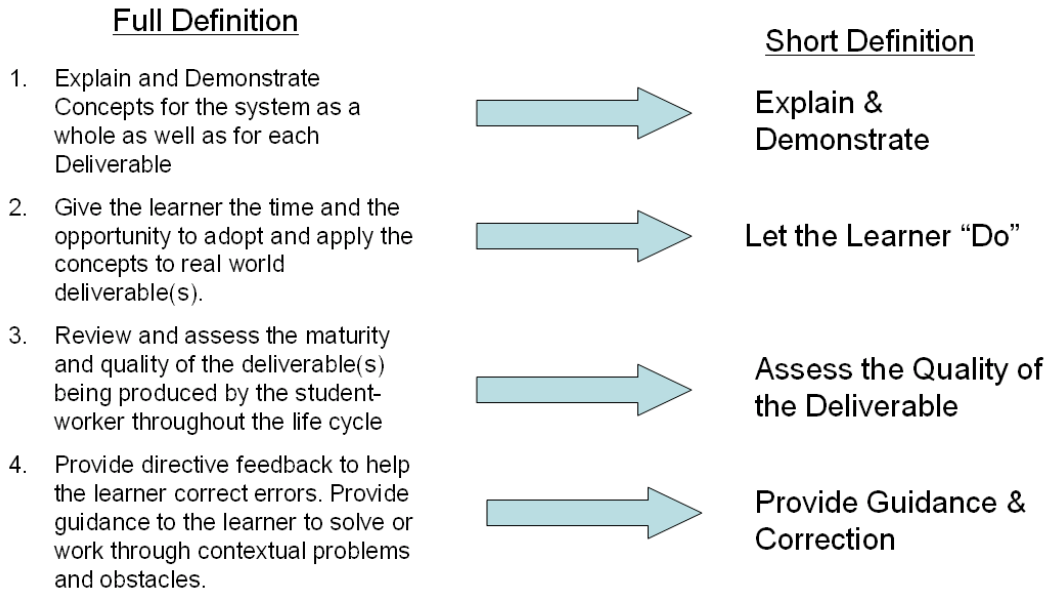 Full Definition
1. Explain and Demonstrate
Concepts for the system as a
whole as well as for each
Deliverable
2. Give the learner the time and the
opportunity to adopt and apply the
concepts to real world
deliverable(s).
3. Review and assess the maturity
and quality of the deliverable(s)
being produced by the student-
worker throughout the life cycle
4. Provide directive feedback to help
the learner correct errors. Provide
guidance to the learner to solve or
work through contextual problems
and obstacles.
Short Definition
Explain &
Demonstrate
Let the Learner “Do”
Assess the Quality of
the Deliverable
Provide Guidance &
Correction